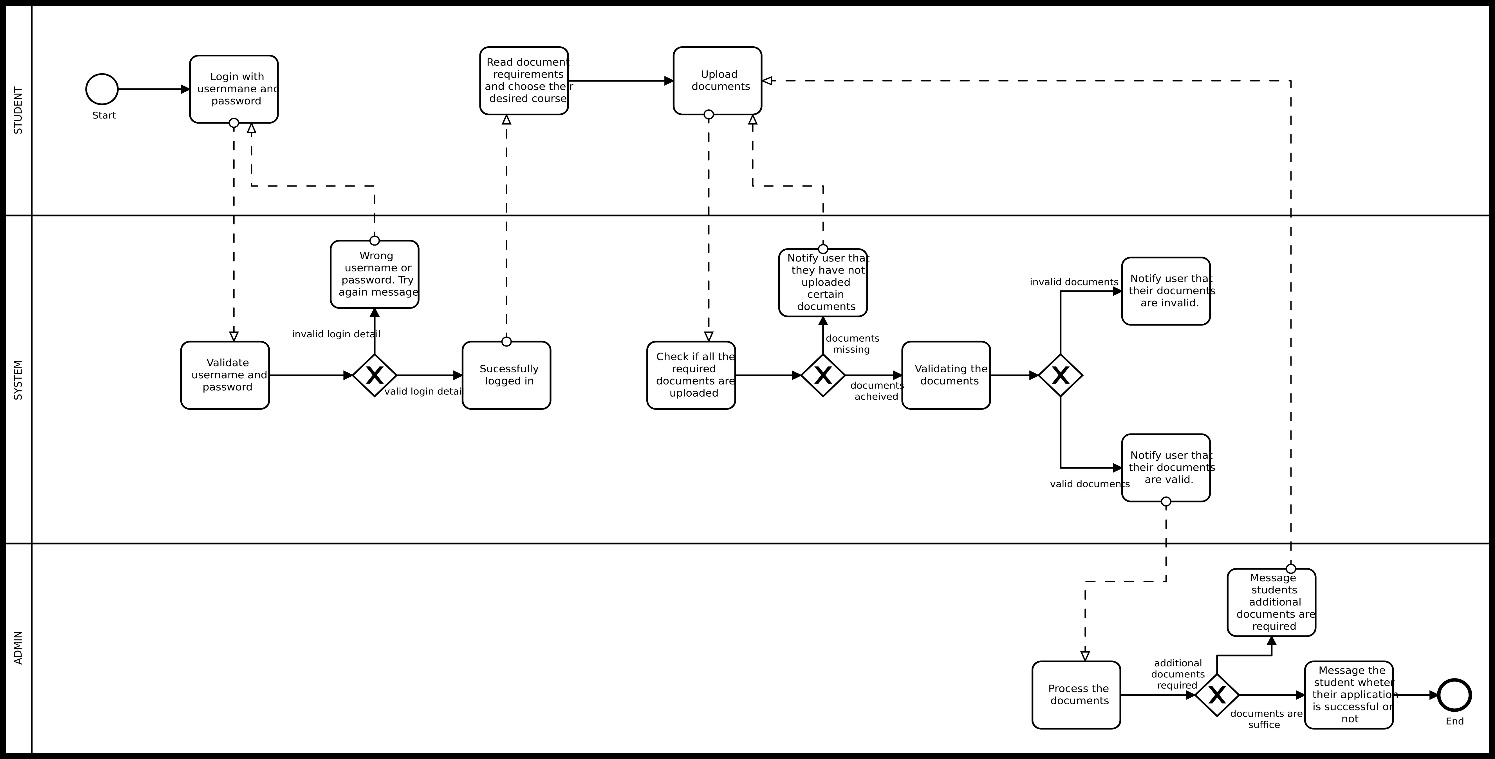 STUDENT
Start
Login with
usernmane and
password
Read document
requirements
and choose their
desired course
Upload
documents
SYSTEM
Wrong
username or
password. Try
again message
invalid login detail
Validate
username and
password
valid login detail
Sucessfully
logged in
Notify user that
they have not
uploaded
certain
documents
documents
missing
Check if all the
required
documents are
uploaded
documents
acheived
Validating the
documents
invalid documents
Notify user that
their documents
are invalid.
valid documents
Notify user that
their documents
are valid.
ADMIN
Message
students
additional
documents are
required
Process the
documents
additional
documents
required
documents are
suffice
Message the
student wheter
their application
is successful or
not
End